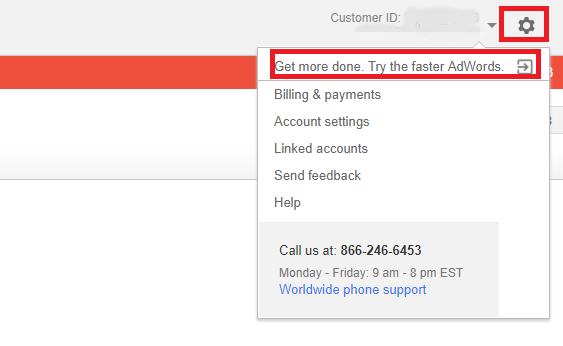 Customer ID:
Get more done. Try the faster AdWords.
Billing & payments
Account settings
Linked accounts
Send feedback
Help
Call us at: 866-246-6453
Monday - Friday: 9 am - 8 pm EST
Worldwide phone support